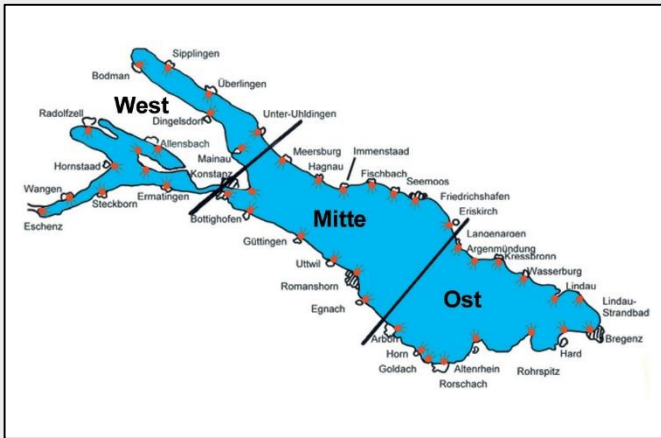 Sipplingen
Bodman
Überlingen
West
Radolfzell
Dingelsdorf
Unter-Uhldingen
Allensbach
Mainau
Meersburg
Immenstaad
Hagnau
Fischbach
Hornstaad
Konstanz
Seemoos
Wangen
Friedrichshafen
Steckborn
Ermatingen
Mitte
Eriskirch
Eschenz
Bottighofen
Langenargen
Argenmündung
Güttingen
Kressbronn
Wasserburg
Uttwil
Lindau
Romanshorn
Ost
Lindau-
Strandbad
Egnach
Arbon
Bregenz
Horn
Hard
Goldach
Altenrhein
Rohrspitz
Rorschach